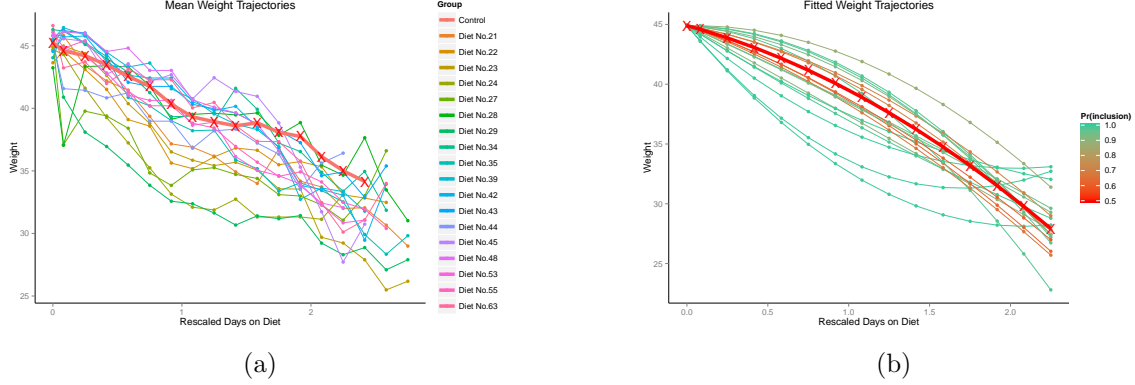 Mean Weight Trajectories
Weight
45
40
35
30
25
0
1
2
Rescaled Days on Diet
Group
Control
Diet No.21
Diet No.22
Diet No.23
Diet No.24
Diet No.27
Diet No.28
Diet No.29
Diet No.34
Diet No.35
Diet No.39
Diet No.42
Diet No.43
Diet No.44
Diet No.45
Diet No.48
Diet No.53
Diet No.55
Diet No.63
(a)
Fitted Weight Trajectories
Weight
45
40
35
30
25
0.0
0.5
1.0
1.5
2.0
Rescaled Days on Diet
Pr(inclusion)
1.0
0.9
0.8
0.7
0.6
0.5
(b)